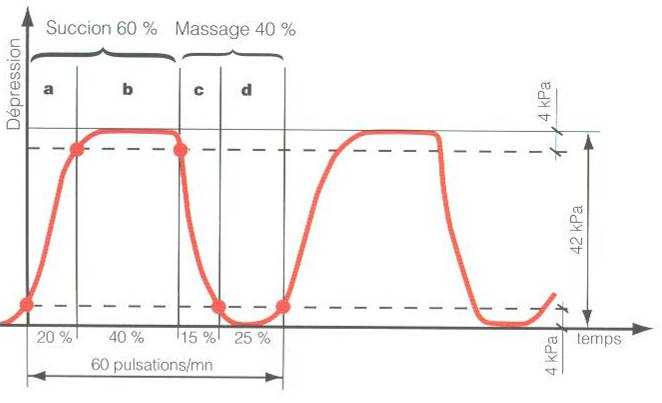 Succion 60 % Massage 40 %
Dépression
a b c d
4 kPa
42 kPa
20 % 40 % 15 % 25 %
temps
4 kPa
60 pulsations/mn